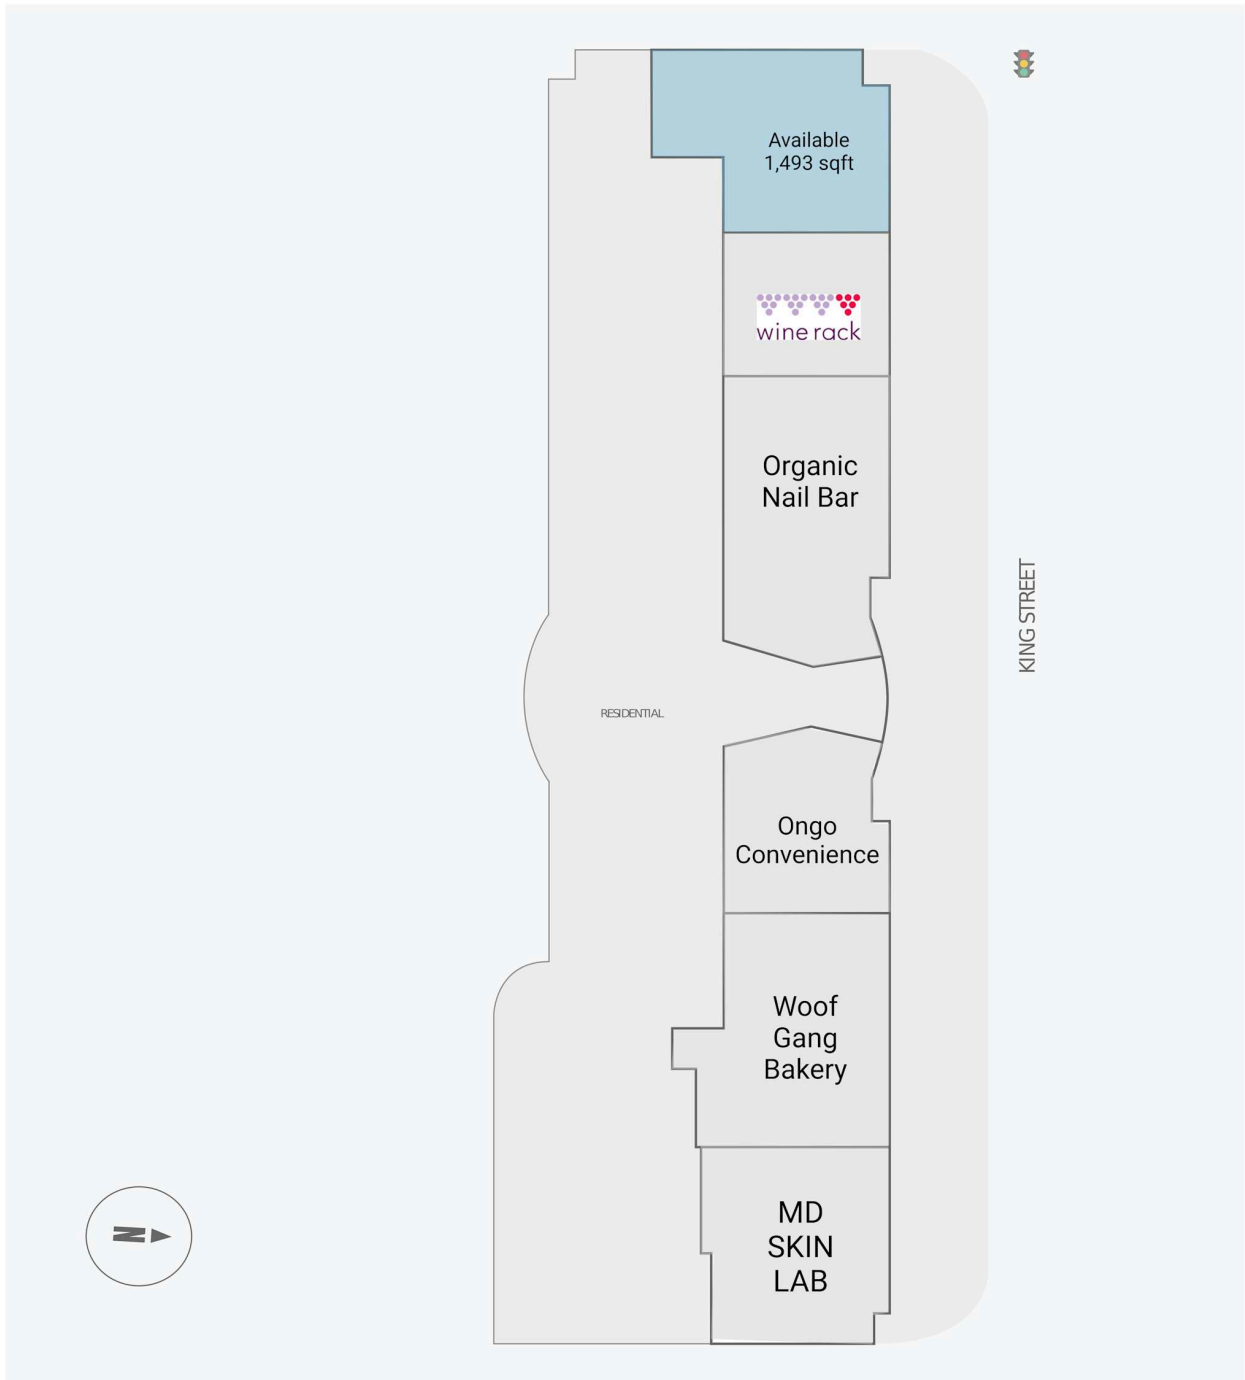 Available
1,493 sqft
wine rack
Organic
Nail Bar
KING STREET
RESIDENTIAL
Ongo
Convenience
Woof
Gang
Bakery
MD
SKIN
LAB
N